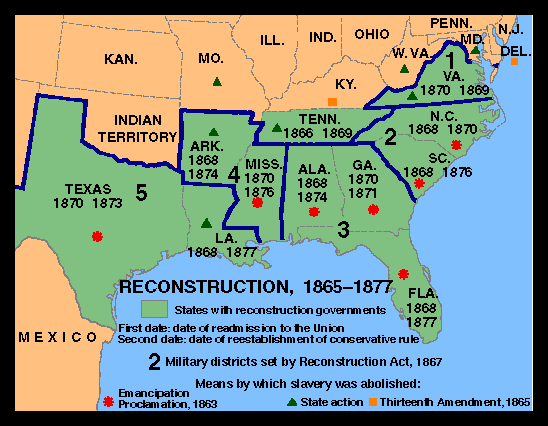 PENN.
N.J.
OHIO
ILL.
IND.
MD.
DEL.
W.VA.
KAN.
MO.
1
VA.
1870 1869
KY.
INDIAN
TERRITORY
TENN.
1866 1869
N.C.
1868 1870
2
ARK.
1868
1874
4
MISS.
1870
1876
ALA.
1868
1874
GA.
1870
1871
SC.
1868 1876
TEXAS
1870 1873
5
3
LA.
1868 1877
FLA.
1868
1877
MEXICO
RECONSTRUCTION, 1865–1877
States with reconstruction governments
First date: date of readmission to the Union
Second date: date of reestablishment of conservative rule
2 Military districts set by Reconstruction Act, 1867
Means by which slavery was abolished:
Emancipation
Proclamation, 1863
State action
Thirteenth Amendment, 1865